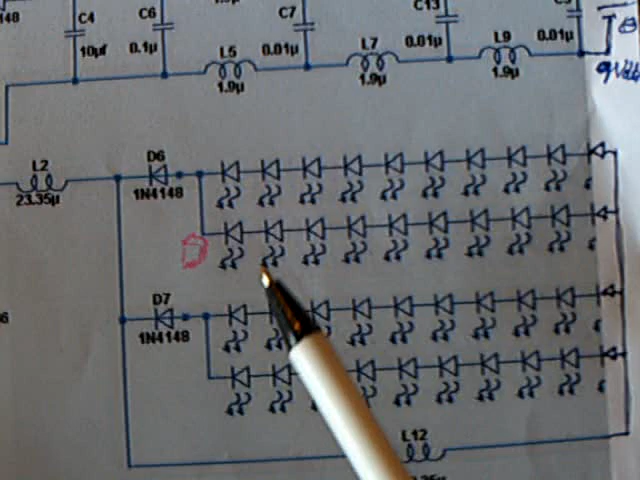 148
C4
10µf
C6
0.1µ
C7
0.01µ
C13
0.01µ
0.01µ
L5
1.9µ
L7
1.9µ
L9
1.9µ
L2
23.35µ
D6
1N4148
D7
1N4148
L12